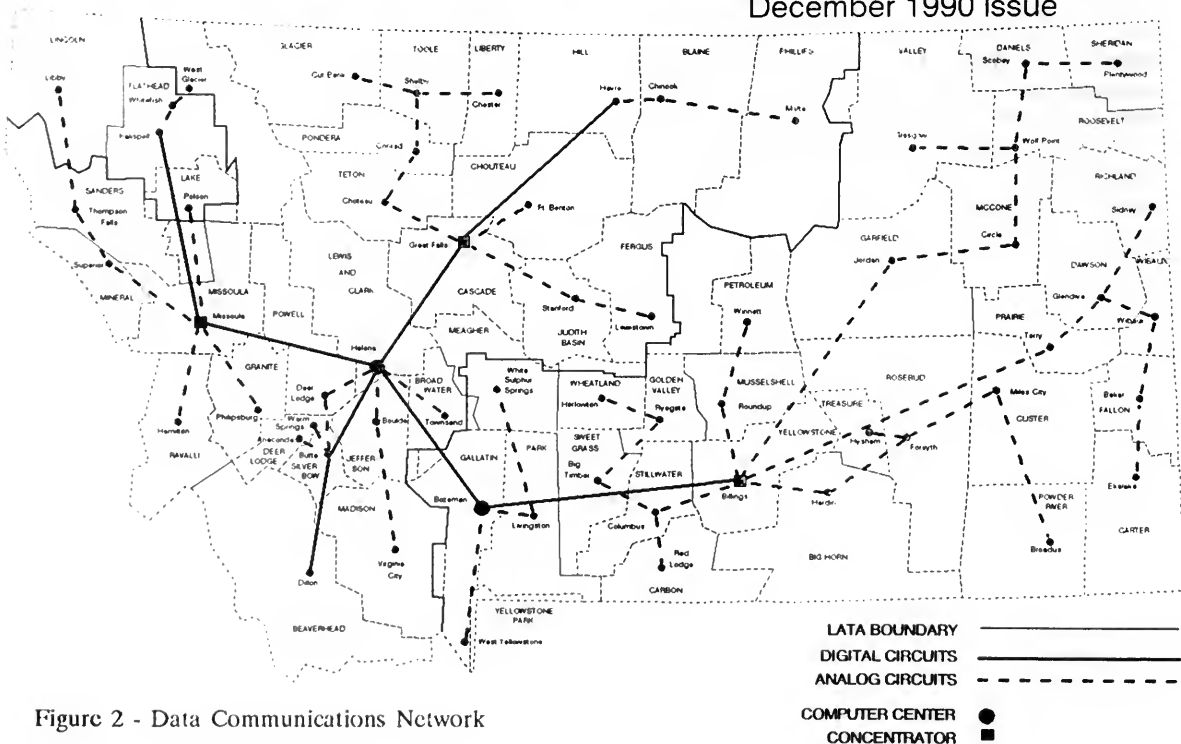 December 1990 Issue
LINCOLN
GLACIER
TOOLE
LIBERTY
HILL
BLAINE
PHILLIPS
VALLEY
DANIELS
SHERIDAN
Scobey
Plentywood
Libby
West
Glacier
FLATHEAD
Whitefish
Cut Bank
Shelby
Chester
Havre
Chinook
Malta
Kalispell
PONDERA
Conrad
Glasgow
Wolf Point
ROOSEVELT
LAKE
Polson
SANDERS
Thompson
Falls
TETON
Choteau
CHOUTEAU
Ft. Benton
RICHLAND
MCCONE
Sidney
Great Falls
FERGUS
GARFIELD
Circle
Jordan
Superior
LEWIS
AND
CLARK
DAWSON
WIBAUX
MINERAL
MISSOULA
Missoula
POWELL
CASCADE
Stanford
Lewistown
PETROLEUM
Winnett
Glendive
Wibaux
PRAIRIE
Terry
MEAGHER
JUDITH
BASIN
Helena
GRANITE
Deer
Lodge
BROAD
WATER
White
Sulphur
Springs
WHEATLAND
Harlowton
GOLDEN
VALLEY
Ryegate
MUSSELSHELL
Roundup
ROSEBUD
TREASURE
Miles City
CUSTER
Baker
FALLON
Hamilton
RAVALLI
Philipsburg
Warm
Springs
Anaconda
DEER
LODGE
Butte
SILVER
BOW
Boulder
JEFFER
SON
Townsend
GALLATIN
PARK
SWEET
GRASS
Big
Timber
STILLWATER
YELLOWSTONE
Hysham
Forsyth
Billings
Hardin
Ekalaka
MADISON
Bozeman
Livingston
Columbus
POWDER
RIVER
CARTER
Dillon
Virginia
City
Red
Lodge
CARBON
BIG HORN
Broadus
BEAVERHEAD
YELLOWSTONE
PARK
West Yellowstone
LATA BOUNDARY
DIGITAL CIRCUITS
ANALOG CIRCUITS
COMPUTER CENTER
CONCENTRATOR
Figure 2 - Data Communications Network